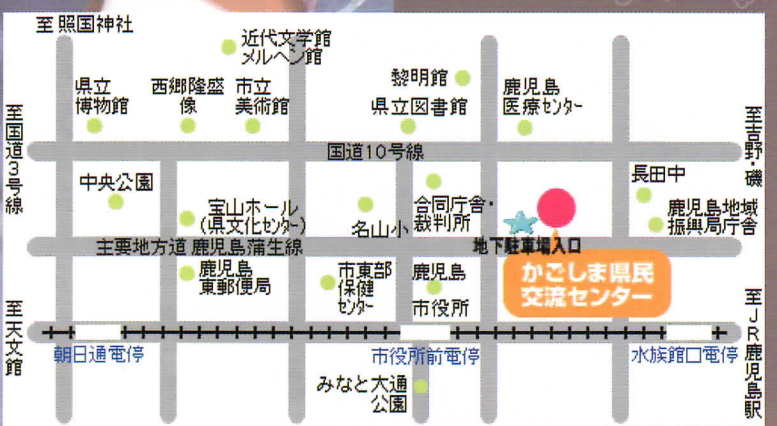 至 照国神社
近代文学館
メルヘン館
県立
博物館
西郷隆盛
像
市立
美術館
黎明館
県立図書館
鹿児島
医療センター
至国道3号線
至吉野・磯
国道10号線
中央公園
宝山ホール
(県文化センター)
名山小
合同庁舎・
裁判所
長田中
鹿児島地域
振興局庁舎
地下駐車場入口
主要地方道 鹿児島蒲生線
かごしま県民
交流センター
鹿児島
東郵便局
市東部
保健
センター
鹿児島
市役所
至天文館
至JR鹿児島駅
朝日通電停
市役所前電停
水族館口電停
みなと大通
公園